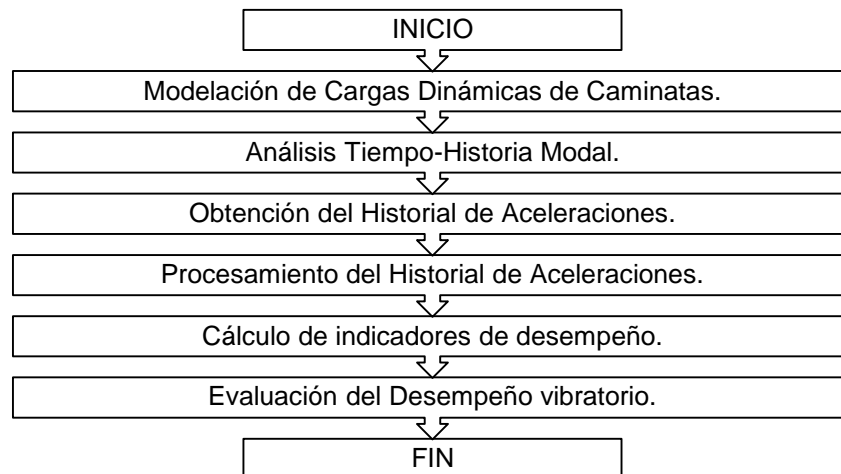 INICIO
Modelación de Cargas Dinámicas de Caminatas.
Análisis Tiempo-Historia Modal.
Obtención del Historial de Aceleraciones.
Procesamiento del Historial de Aceleraciones.
Cálculo de indicadores de desempeño.
Evaluación del Desempeño vibratorio.
FIN